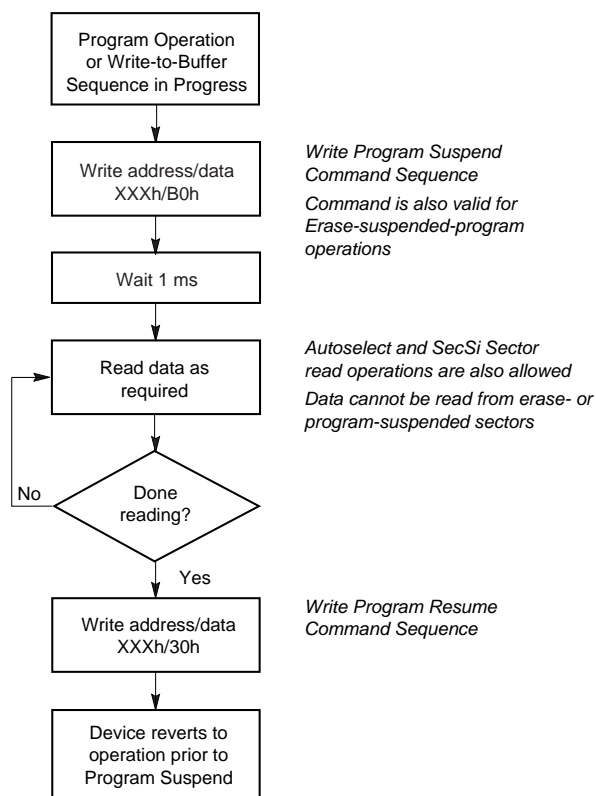 Program Operation
or Write-to-Buffer
Sequence in Progress
Write address/data
XXXh/B0h
Write Program Suspend
Command Sequence
Command is also valid for
Erase-suspended-program
operations
Wait 1 ms
Read data as
required
Autoselect and SecSi Sector
read operations are also allowed
Data cannot be read from erase- or
program-suspended sectors
No
Done
reading?
Yes
Write address/data
XXXh/30h
Write Program Resume
Command Sequence
Device reverts to
operation prior to
Program Suspend